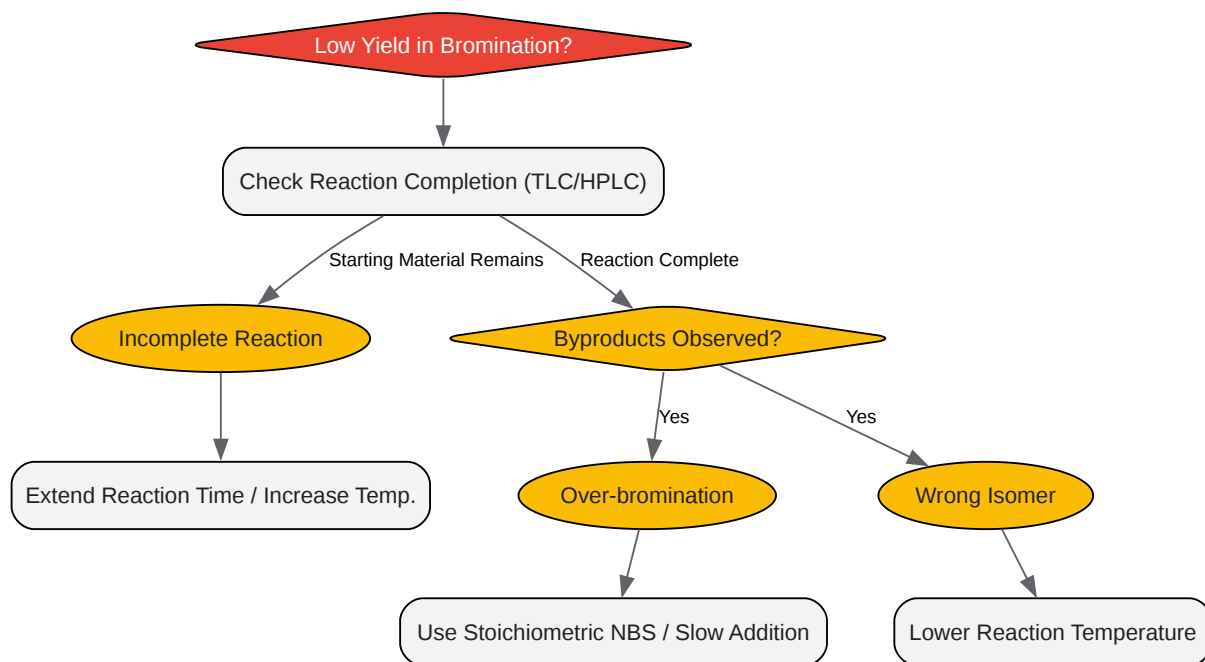 Low Yield in Bromination?
Check Reaction Completion (TLC/HPLC)
Starting Material Remains
Reaction Complete
Incomplete Reaction
Byproducts Observed?
Yes
Yes
Extend Reaction Time / Increase Temp.
Over-bromination
Wrong Isomer
Use Stoichiometric NBS / Slow Addition
Lower Reaction Temperature